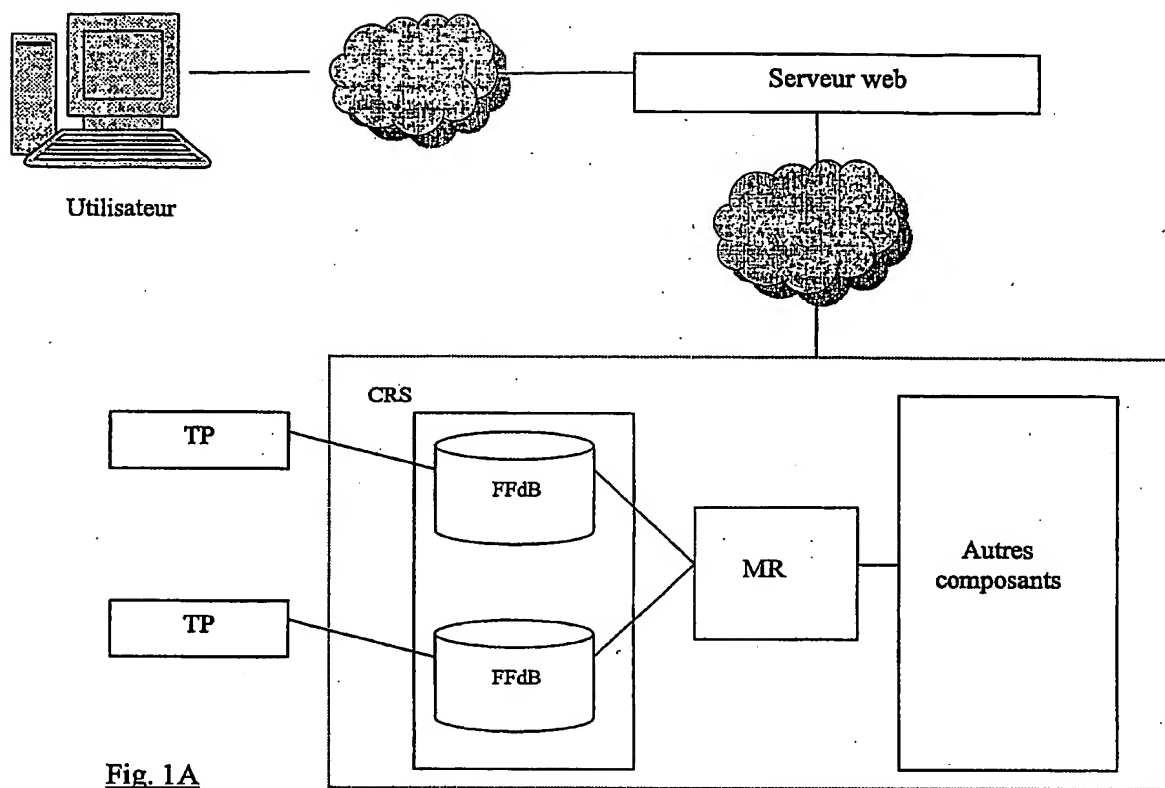 Serveur web
Utilisateur
CRS
TP
FFdB
MR
Autres
composants
TP
FFdB
Fig. 1A